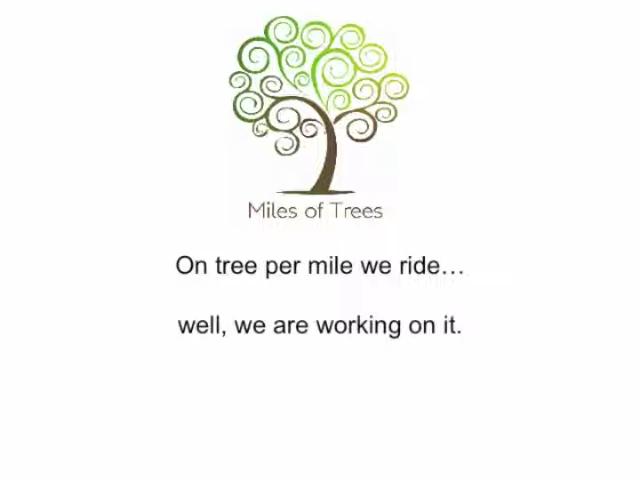 Miles of Trees
On tree per mile we ride...
well, we are working on it.